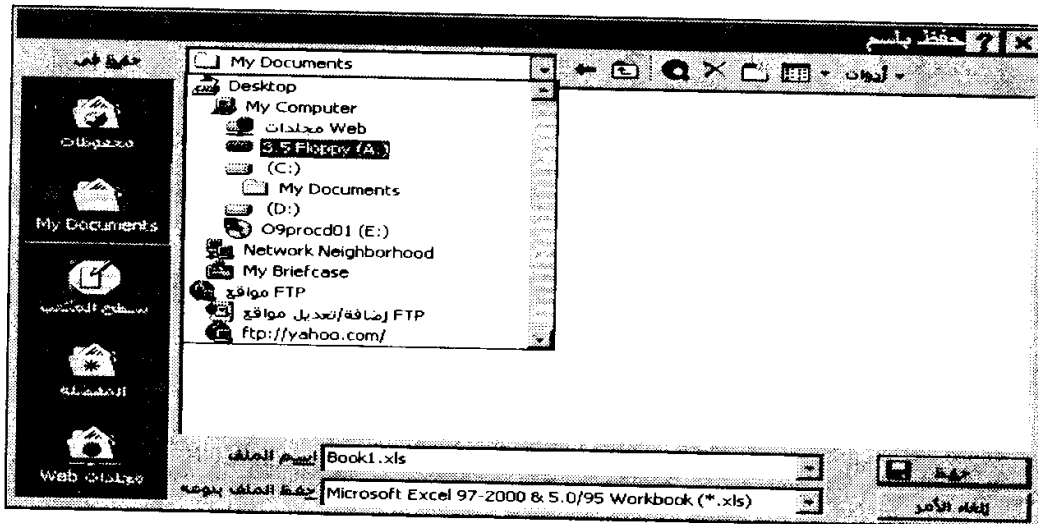 حفظ باسم
حفظ في
My Documents
أدوات
Desktop
My Computer
مجلدات Web
3.5 Floppy (A:)
(C:)
My Documents
(D:)
O9procd01 (E:)
Network Neighborhood
My Briefcase
مواقع FTP
إضافة/تعديل مواقع FTP
ftp://yahoo.com/
محفوظات
My Documents
سطح المكتب
المفضلة
مجلدات Web
اسم الملف
Book1.xls
حفظ
حفظ الملف بنوعه
Microsoft Excel 97-2000 & 5.0/95 Workbook (*.xls)
إلغاء الأمر